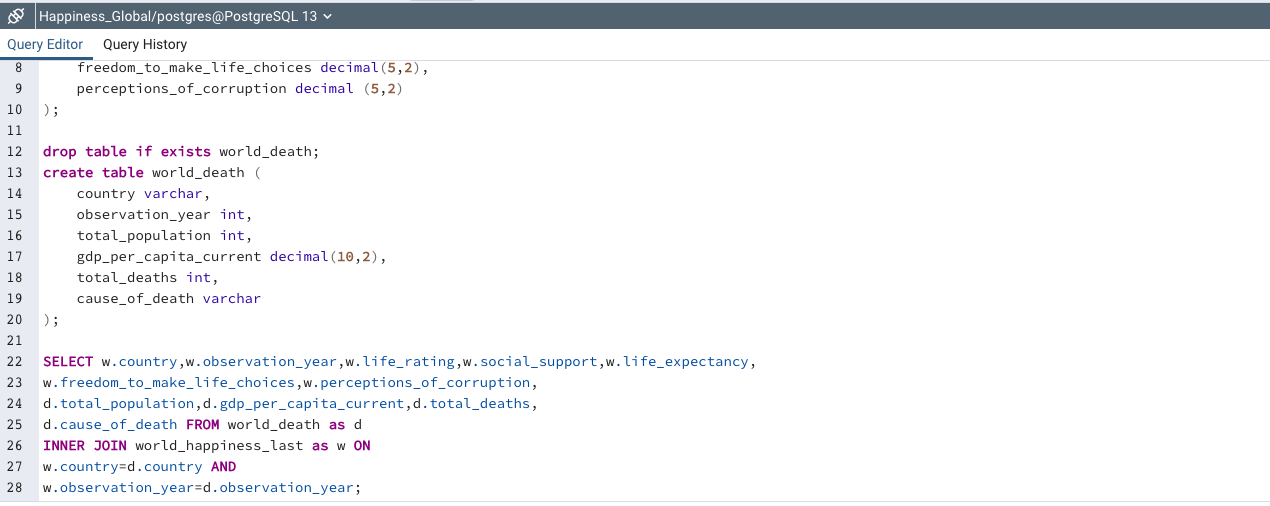 Happiness_Global/postgres@PostgreSQL 13
Query Editor Query History
8 freedom_to_make_life_choices decimal(5,2),
9 perceptions_of_corruption decimal (5,2)
10 );
11
12 drop table if exists world_death;
13 create table world_death (
14 country varchar,
15 observation_year int,
16 total_population int,
17 gdp_per_capita_current decimal(10,2),
18 total_deaths int,
19 cause_of_death varchar
20 );
21
22 SELECT w.country,w.observation_year,w.life_rating,w.social_support,w.life_expectancy,
23 w.freedom_to_make_life_choices,w.perceptions_of_corruption,
24 d.total_population,d.gdp_per_capita_current,d.total_deaths,
25 d.cause_of_death FROM world_death as d
26 INNER JOIN world_happiness_last as w ON
27 w.country=d.country AND
28 w.observation_year=d.observation_year;